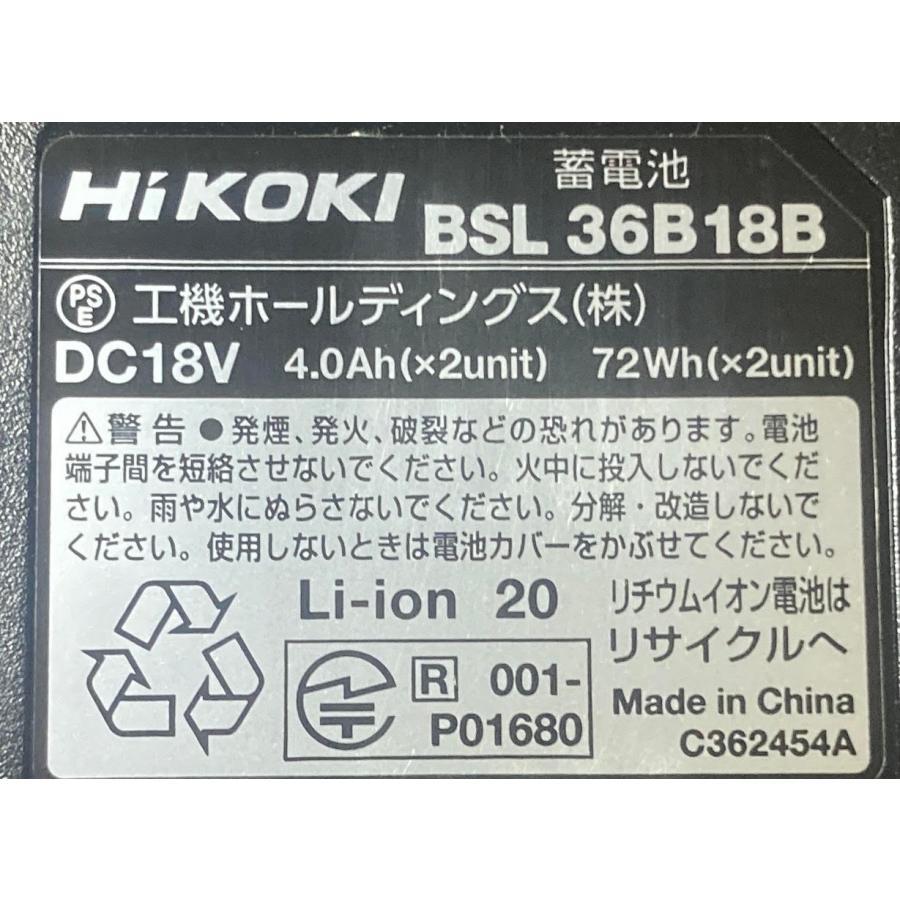 HiKOKI 蓄電池
BSL 36B18B
PSE 工機ホールディングス(株)
DC18V 4.0Ah(×2unit) 72Wh(×2unit)
⚠警告 ●発煙、発火、破裂などの恐れがあります。電池
端子間を短絡させないでください。火中に投入しないでくだ
さい。雨や水にぬらさないでください。分解・改造しないで
ください。使用しないときは電池カバーをかぶせてください。
Li-ion 20
リチウムイオン電池は
リサイクルへ
R 001-
P01680
Made in China
C362454A